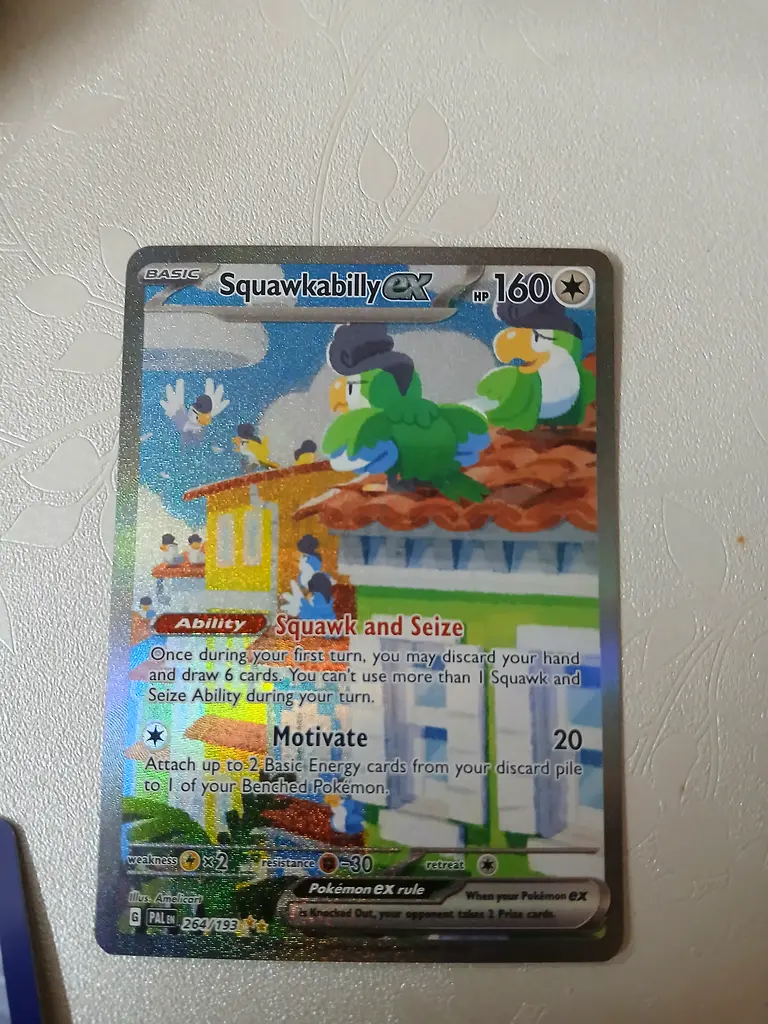 BASIC Squawkabilly ex HP 160
Ability Squawk and Seize
Once during your first turn, you may discard your hand
and draw 6 cards. You can't use more than 1 Squawk and
Seize Ability during your turn.
Motivate 20
Attach up to 2 Basic Energy cards from your discard pile
to 1 of your Benched Pokémon.
weakness ×2 resistance -30 retreat
Illus. Amelicart
Pokémon ex rule When your Pokémon ex
is Knocked Out, your opponent takes 2 Prize cards.
G PAL EN 264/193